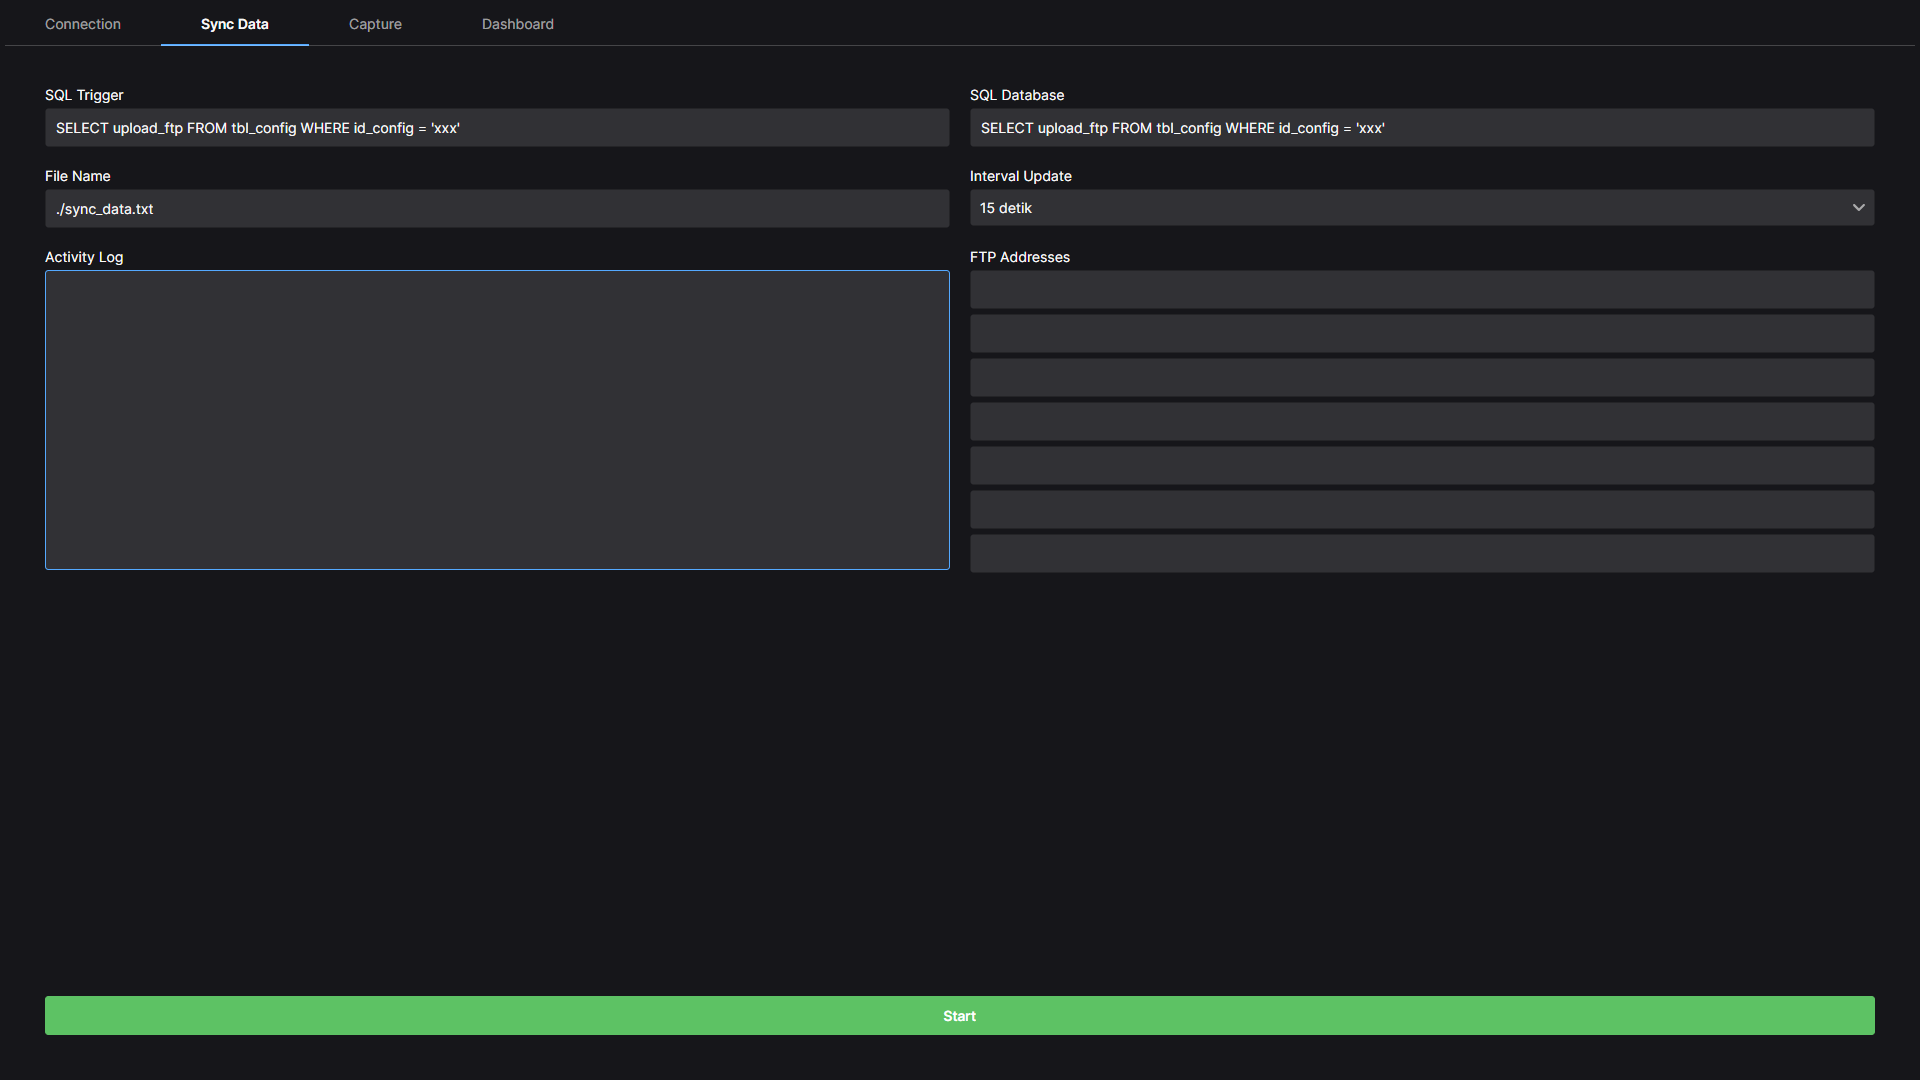 Connection
Sync Data
Capture
Dashboard
SQL Trigger
SELECT upload_ftp FROM tbl_config WHERE id_config = 'xxx'
SQL Database
SELECT upload_ftp FROM tbl_config WHERE id_config = 'xxx'
File Name
./sync_data.txt
Interval Update
15 detik
Activity Log
FTP Addresses
Start